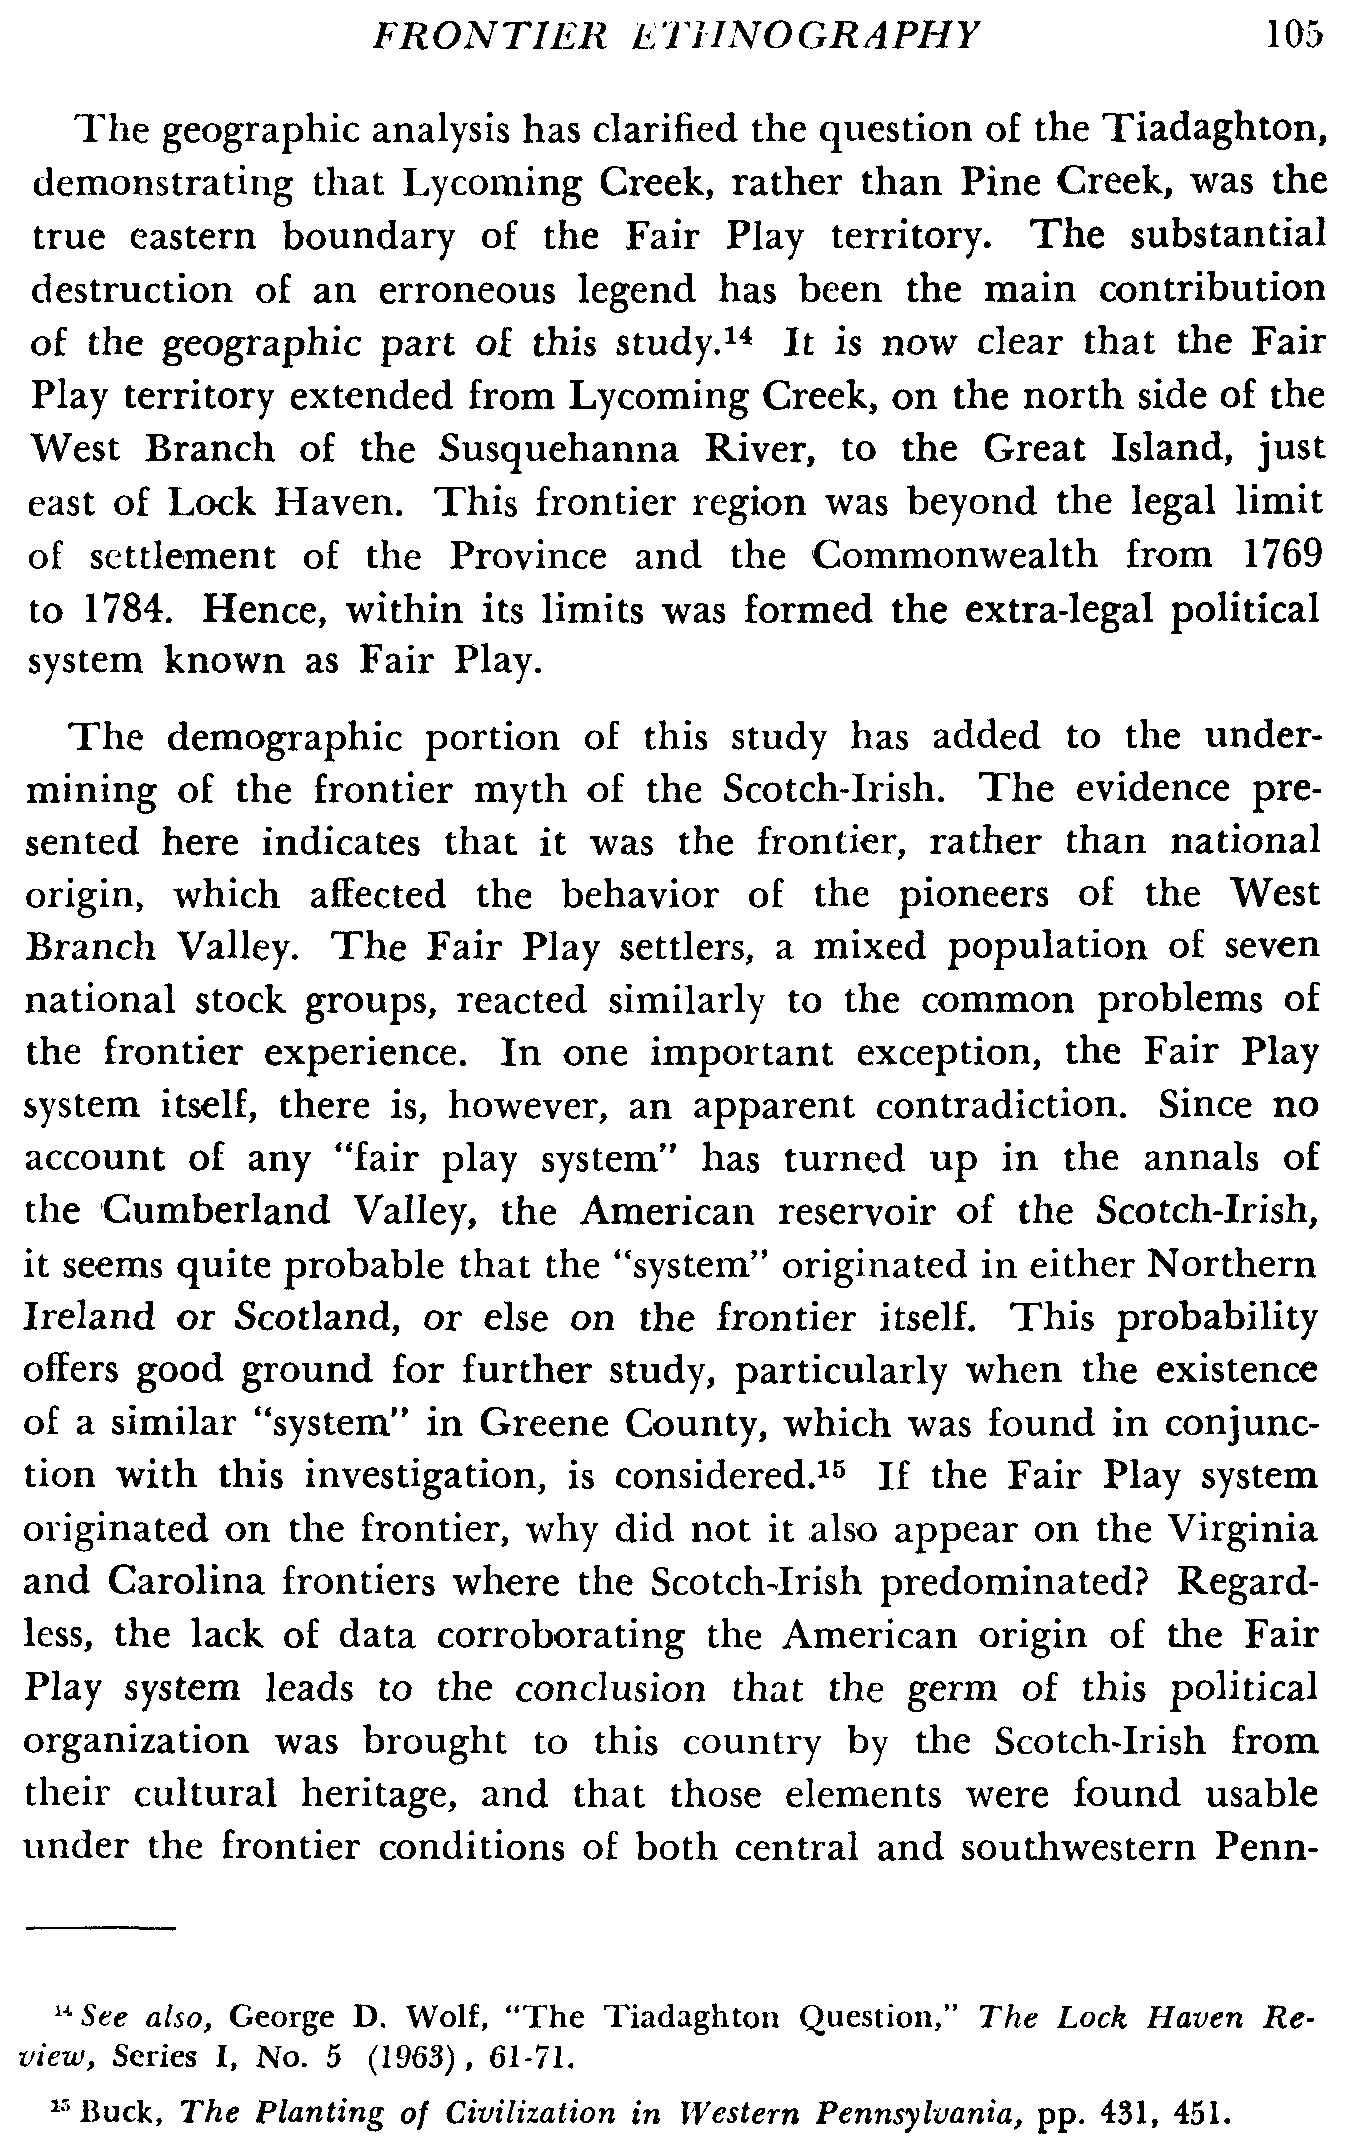 FRONTIER ETHNOGRAPHY 105
The geographic analysis has clarified the question of the Tiadaghton,
demonstrating that Lycoming Creek, rather than Pine Creek, was the
true eastern boundary of the Fair Play territory. The substantial
destruction of an erroneous legend has been the main contribution
of the geographic part of this study.¹⁴ It is now clear that the Fair
Play territory extended from Lycoming Creek, on the north side of the
West Branch of the Susquehanna River, to the Great Island, just
east of Lock Haven. This frontier region was beyond the legal limit
of settlement of the Province and the Commonwealth from 1769
to 1784. Hence, within its limits was formed the extra-legal political
system known as Fair Play.
The demographic portion of this study has added to the under-
mining of the frontier myth of the Scotch-Irish. The evidence pre-
sented here indicates that it was the frontier, rather than national
origin, which affected the behavior of the pioneers of the West
Branch Valley. The Fair Play settlers, a mixed population of seven
national stock groups, reacted similarly to the common problems of
the frontier experience. In one important exception, the Fair Play
system itself, there is, however, an apparent contradiction. Since no
account of any "fair play system" has turned up in the annals of
the Cumberland Valley, the American reservoir of the Scotch-Irish,
it seems quite probable that the "system" originated in either Northern
Ireland or Scotland, or else on the frontier itself. This probability
offers good ground for further study, particularly when the existence
of a similar "system" in Greene County, which was found in conjunc-
tion with this investigation, is considered.¹⁵ If the Fair Play system
originated on the frontier, why did not it also appear on the Virginia
and Carolina frontiers where the Scotch-Irish predominated? Regard-
less, the lack of data corroborating the American origin of the Fair
Play system leads to the conclusion that the germ of this political
organization was brought to this country by the Scotch-Irish from
their cultural heritage, and that those elements were found usable
under the frontier conditions of both central and southwestern Penn-
¹⁴ See also, George D. Wolf, "The Tiadaghton Question," The Lock Haven Re-
view, Series I, No. 5 (1963), 61-71.
¹⁵ Buck, The Planting of Civilization in Western Pennsylvania, pp. 431, 451.